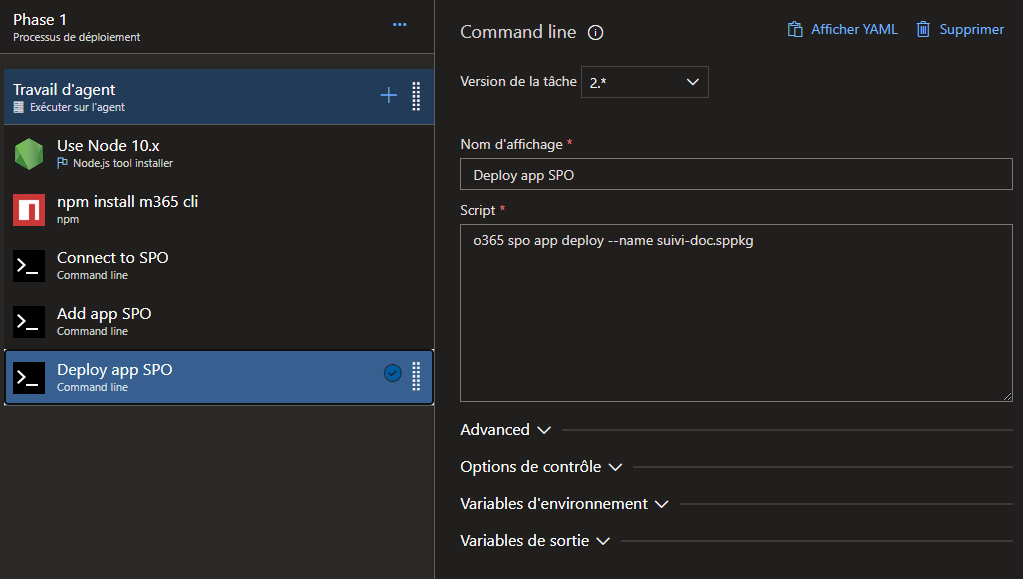 Phase 1
Processus de déploiement
Travail d'agent
Exécuter sur l'agent
Use Node 10.x
Node.js tool installer
npm install m365 cli
npm
Connect to SPO
Command line
Add app SPO
Command line
Deploy app SPO
Command line
Command line
Afficher YAML
Supprimer
Version de la tâche
2.*
Nom d'affichage *
Deploy app SPO
Script *
o365 spo app deploy --name suivi-doc.sppkg
Advanced
Options de contrôle
Variables d'environnement
Variables de sortie